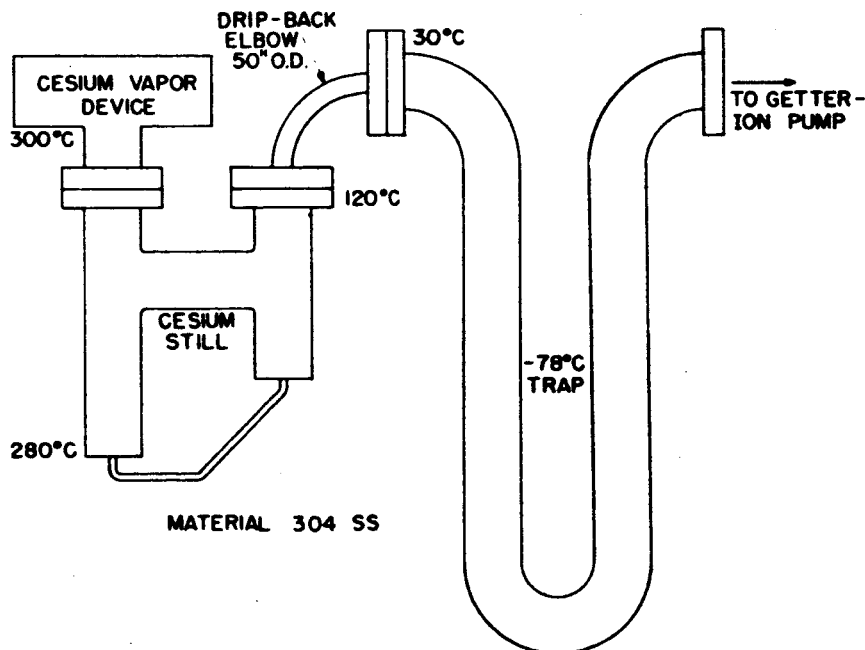 DRIP-BACK
ELBOW
50" O.D.
30°C
CESIUM VAPOR
DEVICE
300°C
TO GETTER-
ION PUMP
120°C
CESIUM
STILL
-78°C
TRAP
280°C
MATERIAL 304 SS